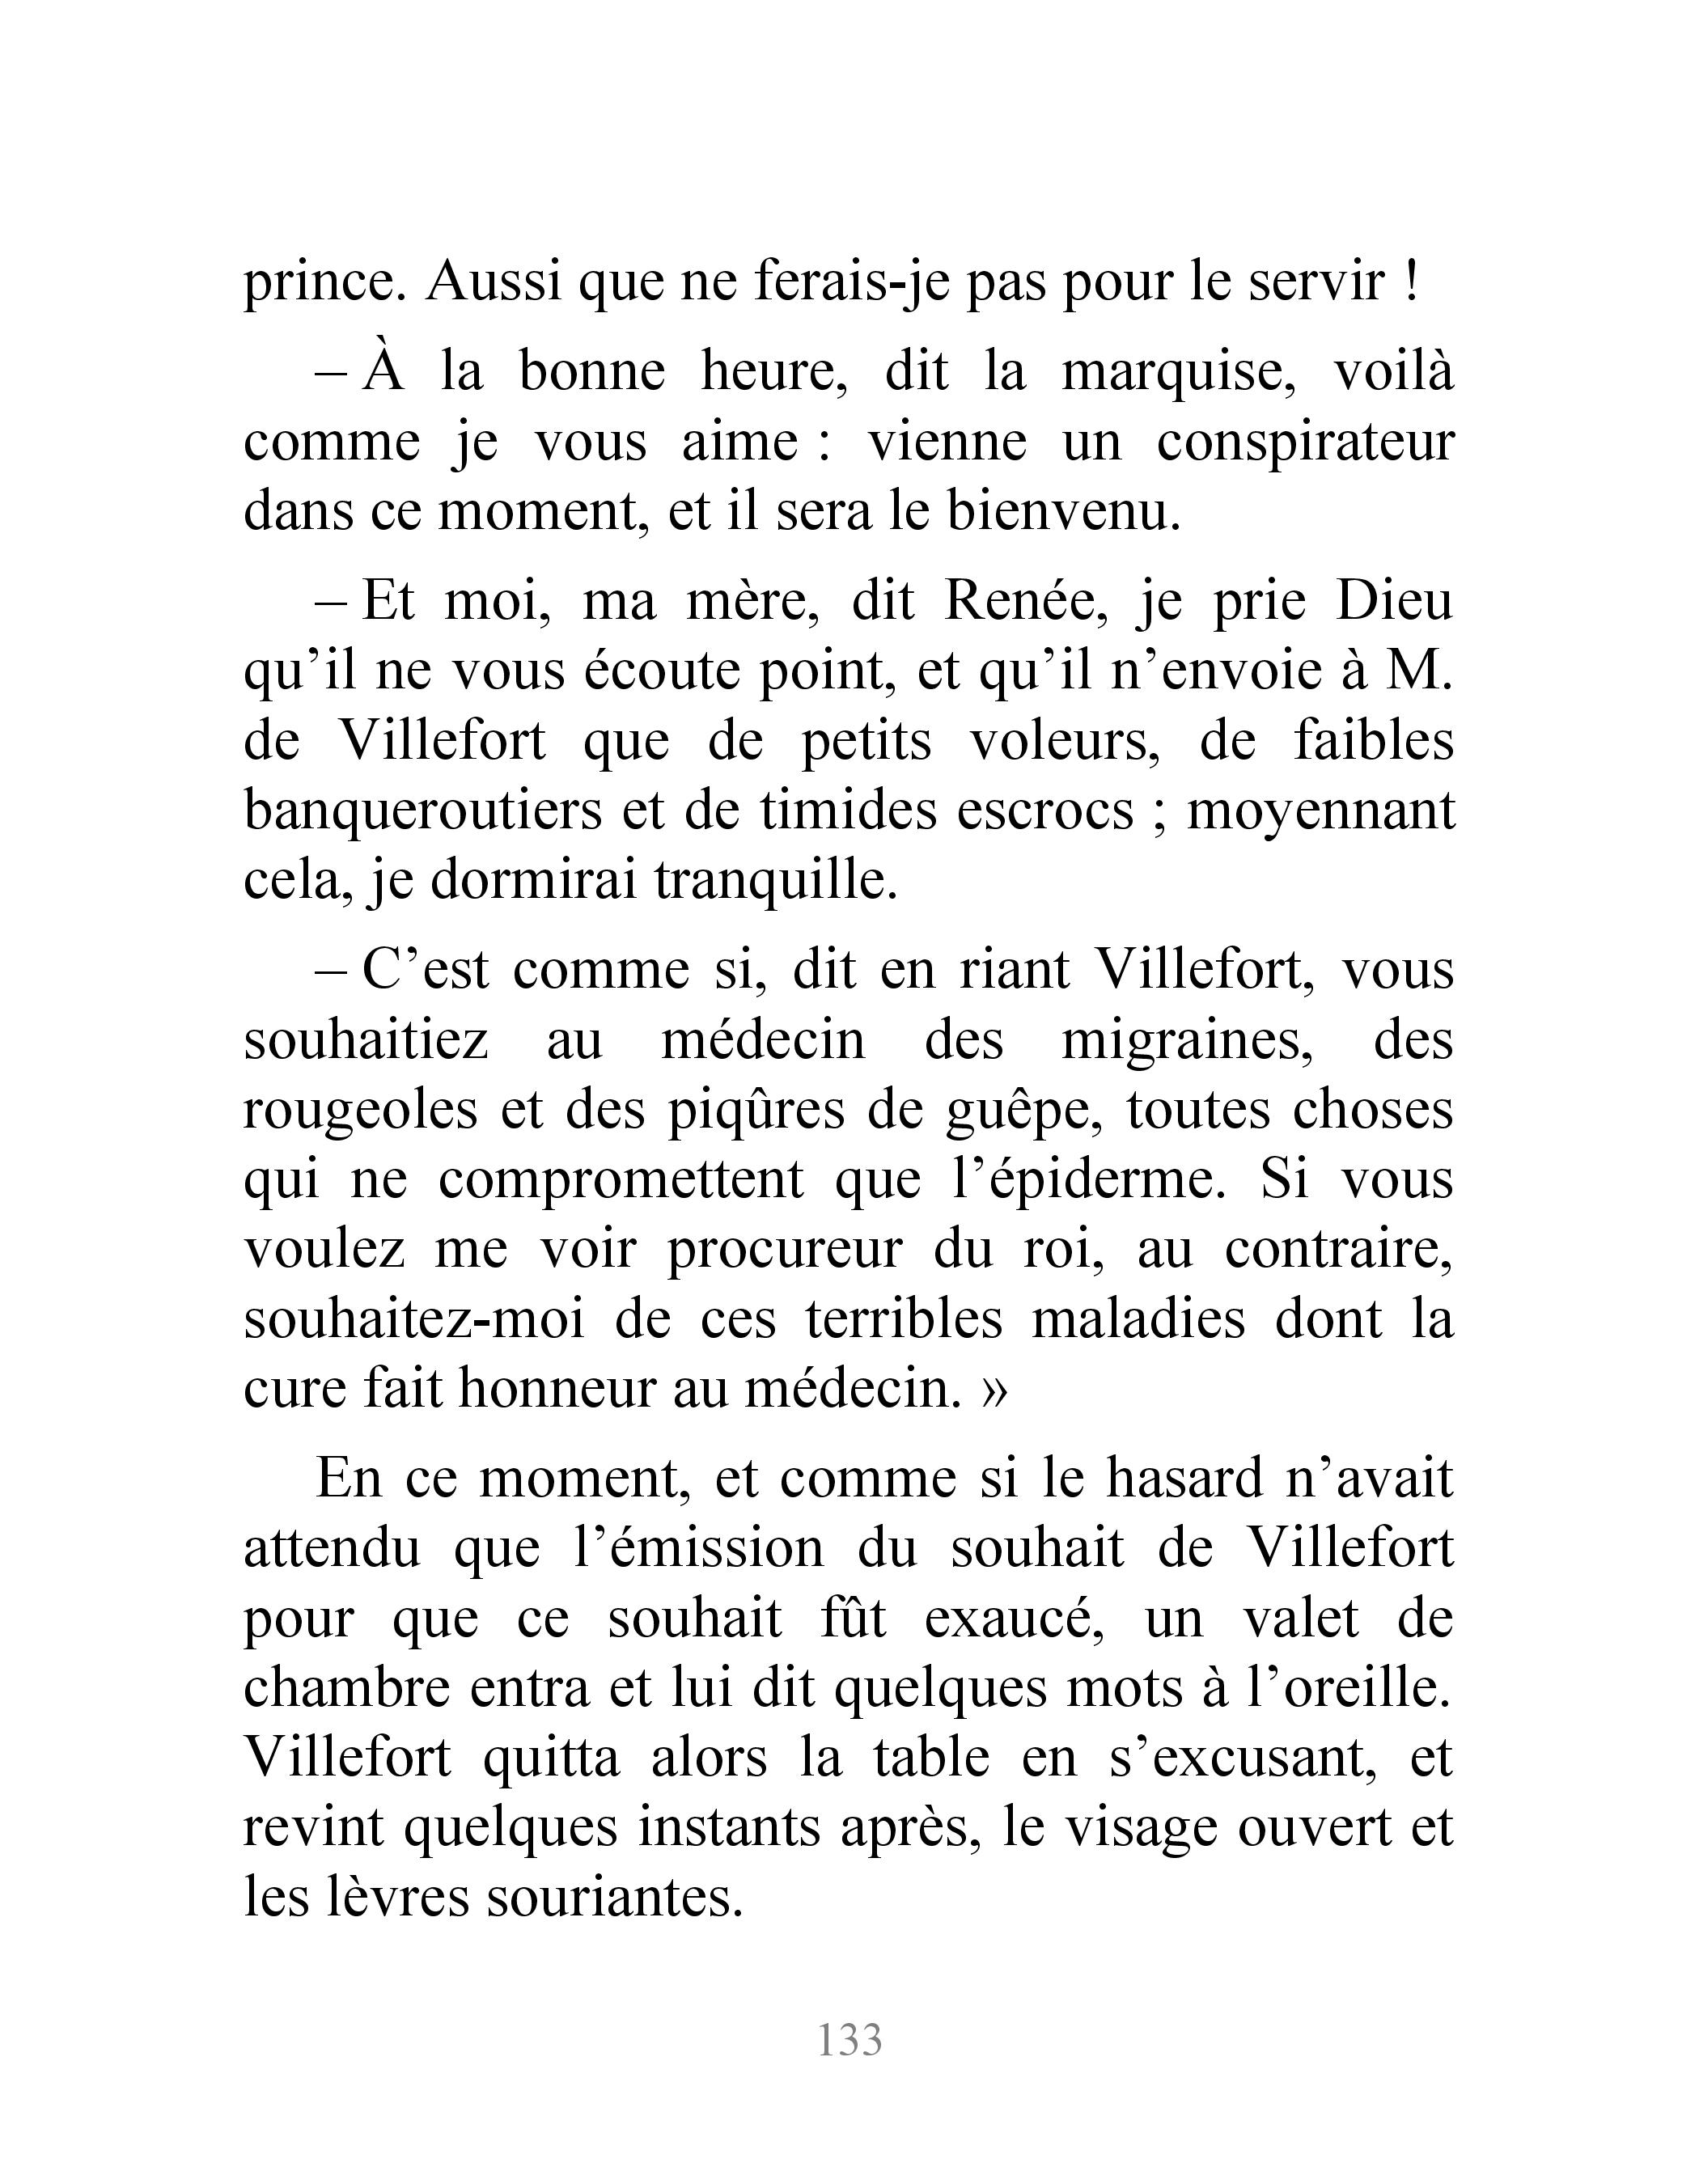 prince. Aussi que ne ferais-je pas pour le servir !
– À la bonne heure, dit la marquise, voilà
comme je vous aime : vienne un conspirateur
dans ce moment, et il sera le bienvenu.
– Et moi, ma mère, dit Renée, je prie Dieu
qu’il ne vous écoute point, et qu’il n’envoie à M.
de Villefort que de petits voleurs, de faibles
banqueroutiers et de timides escrocs ; moyennant
cela, je dormirai tranquille.
– C’est comme si, dit en riant Villefort, vous
souhaitiez au médecin des migraines, des
rougeoles et des piqûres de guêpe, toutes choses
qui ne compromettent que l’épiderme. Si vous
voulez me voir procureur du roi, au contraire,
souhaitez-moi de ces terribles maladies dont la
cure fait honneur au médecin. »
En ce moment, et comme si le hasard n’avait
attendu que l’émission du souhait de Villefort
pour que ce souhait fût exaucé, un valet de
chambre entra et lui dit quelques mots à l’oreille.
Villefort quitta alors la table en s’excusant, et
revint quelques instants après, le visage ouvert et
les lèvres souriantes.
133